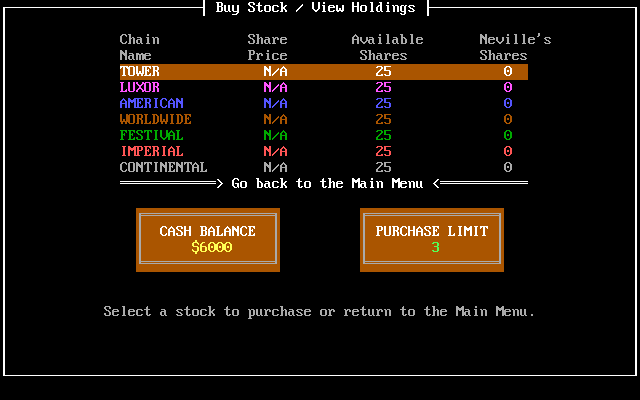 Buy Stock / View Holdings
Chain Share Available Neville's
Name Price Shares Shares
TOWER N/A 25 0
LUXOR N/A 25 0
AMERICAN N/A 25 0
WORLDWIDE N/A 25 0
FESTIVAL N/A 25 0
IMPERIAL N/A 25 0
CONTINENTAL N/A 25 0
> Go back to the Main Menu <
CASH BALANCE PURCHASE LIMIT
$6000 3
Select a stock to purchase or return to the Main Menu.